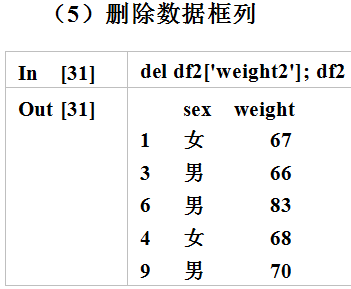 （5）删除数据框列
In [31] del df2['weight2']; df2
Out [31]
sex weight
1 女 67
3 男 66
6 男 83
4 女 68
9 男 70